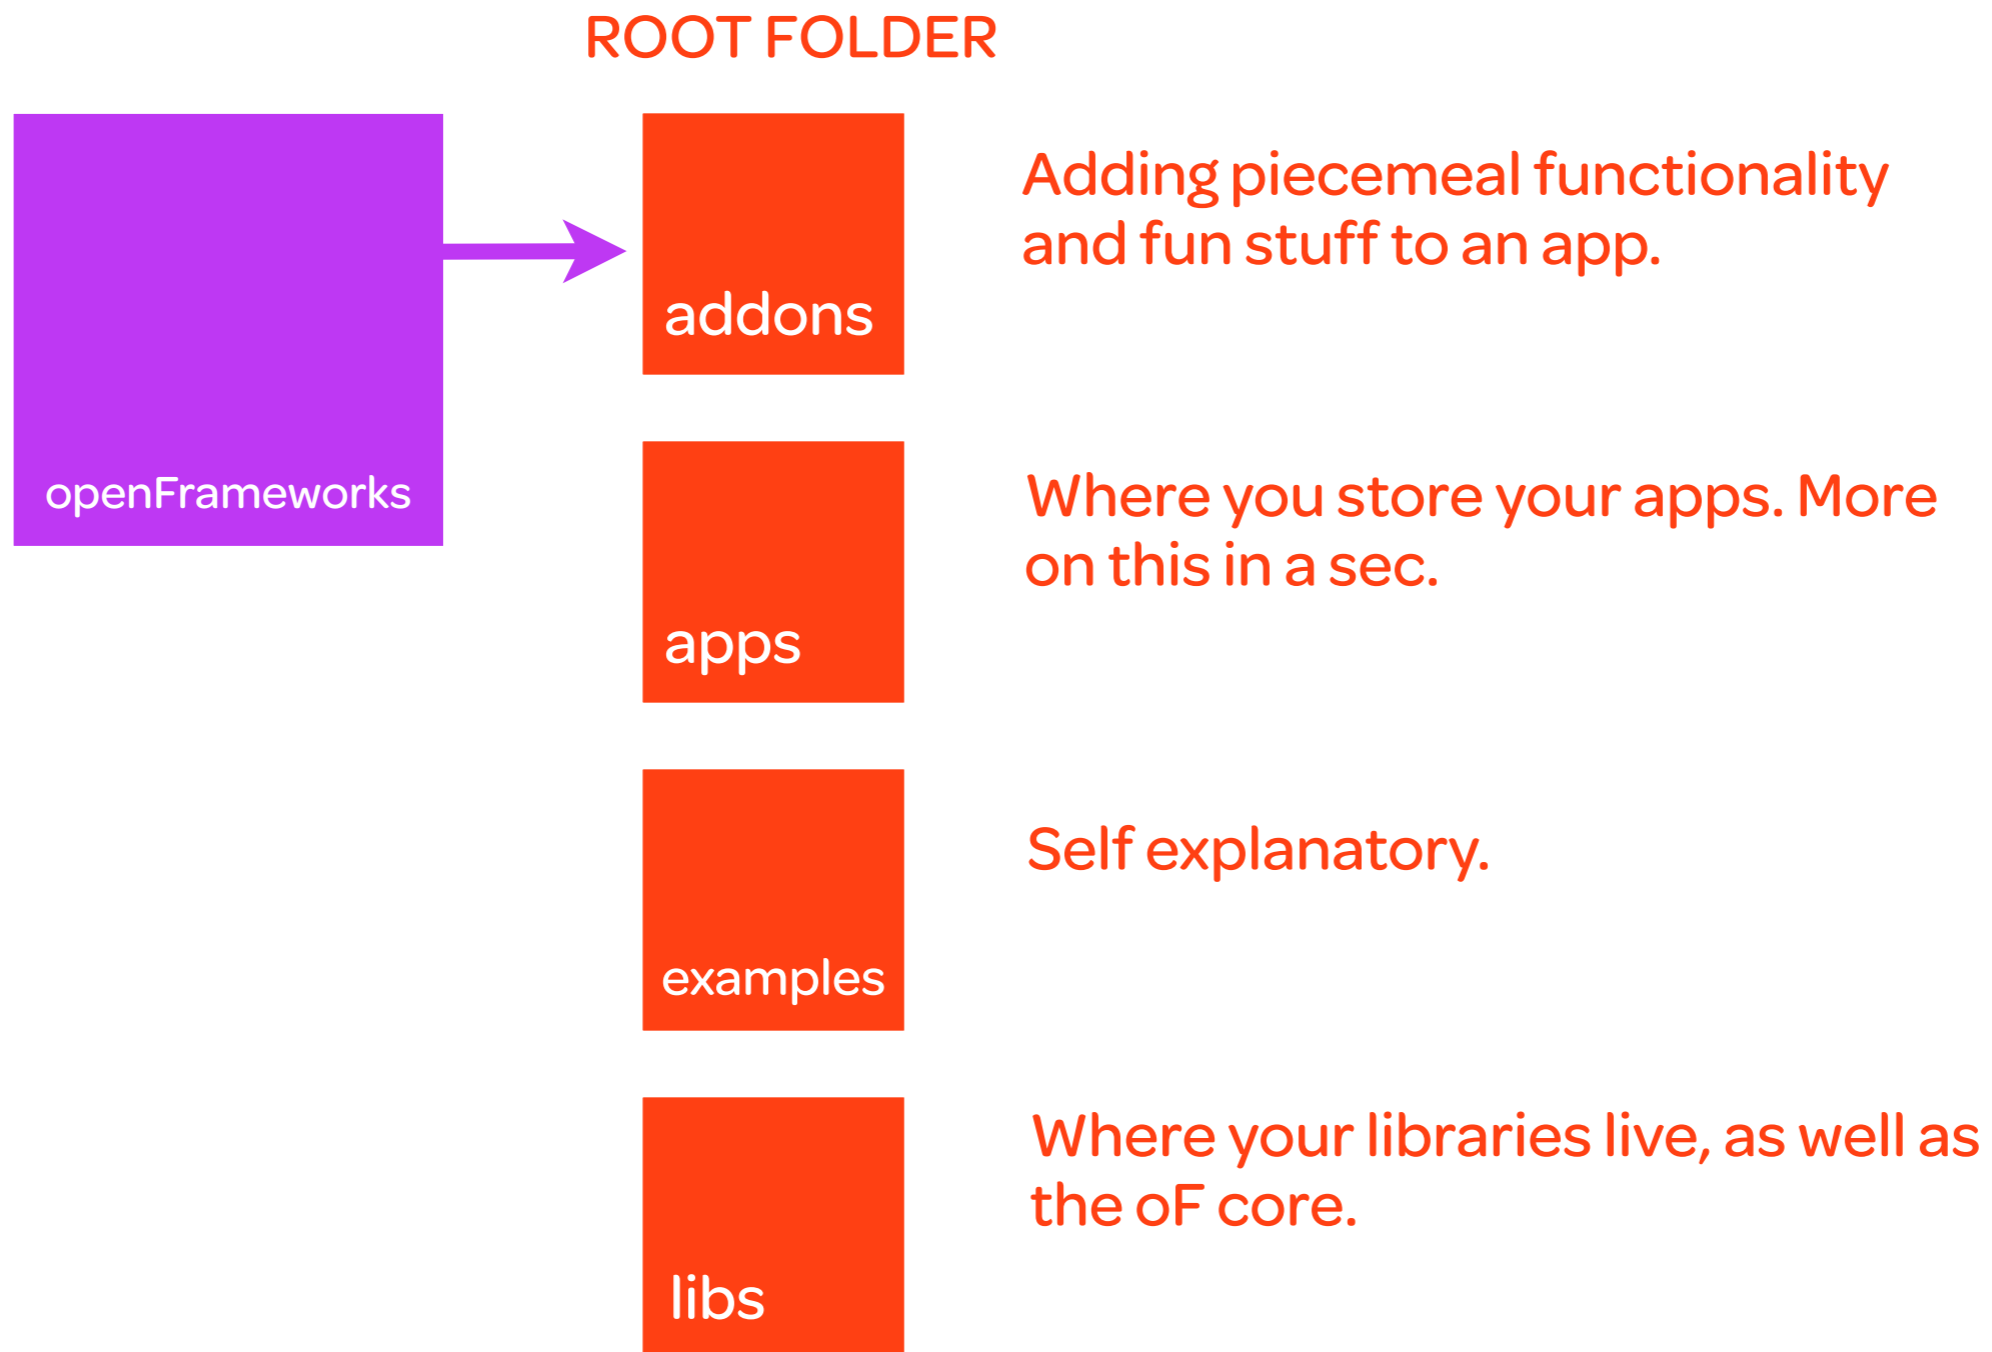 ROOT FOLDER
openFrameworks
addons
Adding piecemeal functionality
and fun stuff to an app.
apps
Where you store your apps. More
on this in a sec.
examples
Self explanatory.
libs
Where your libraries live, as well as
the oF core.